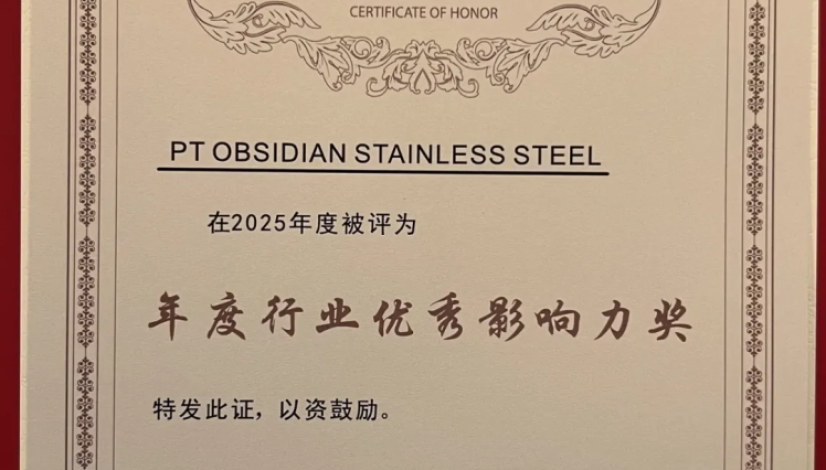 CERTIFICATE OF HONOR
PT OBSIDIAN STAINLESS STEEL
在2025年度被评为
年度行业优秀影响力奖
特发此证，以资鼓励。